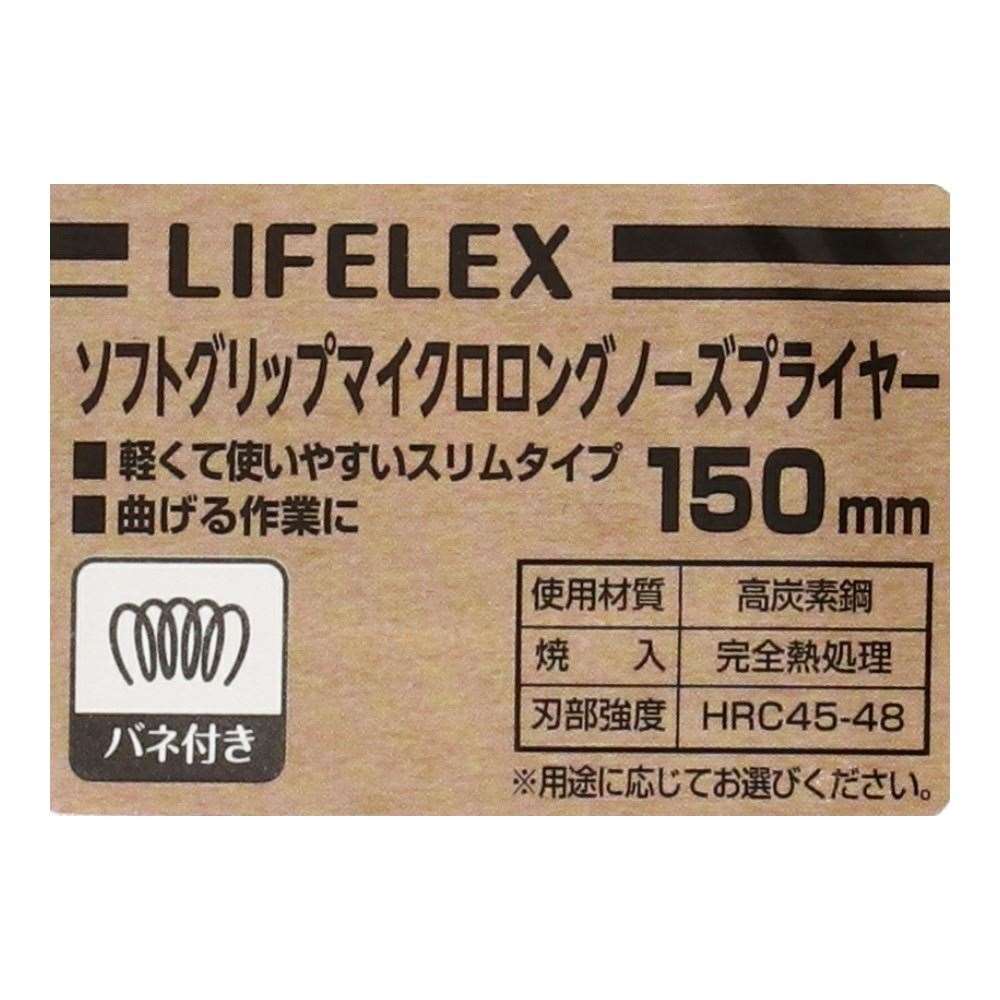 LIFELEX
ソフトグリップマイクロロングノーズプライヤー
■ 軽くて使いやすいスリムタイプ
■ 曲げる作業に
150mm
バネ付き
使用材質 高炭素鋼
焼 入 完全熱処理
刃部強度 HRC45-48
※用途に応じてお選びください。